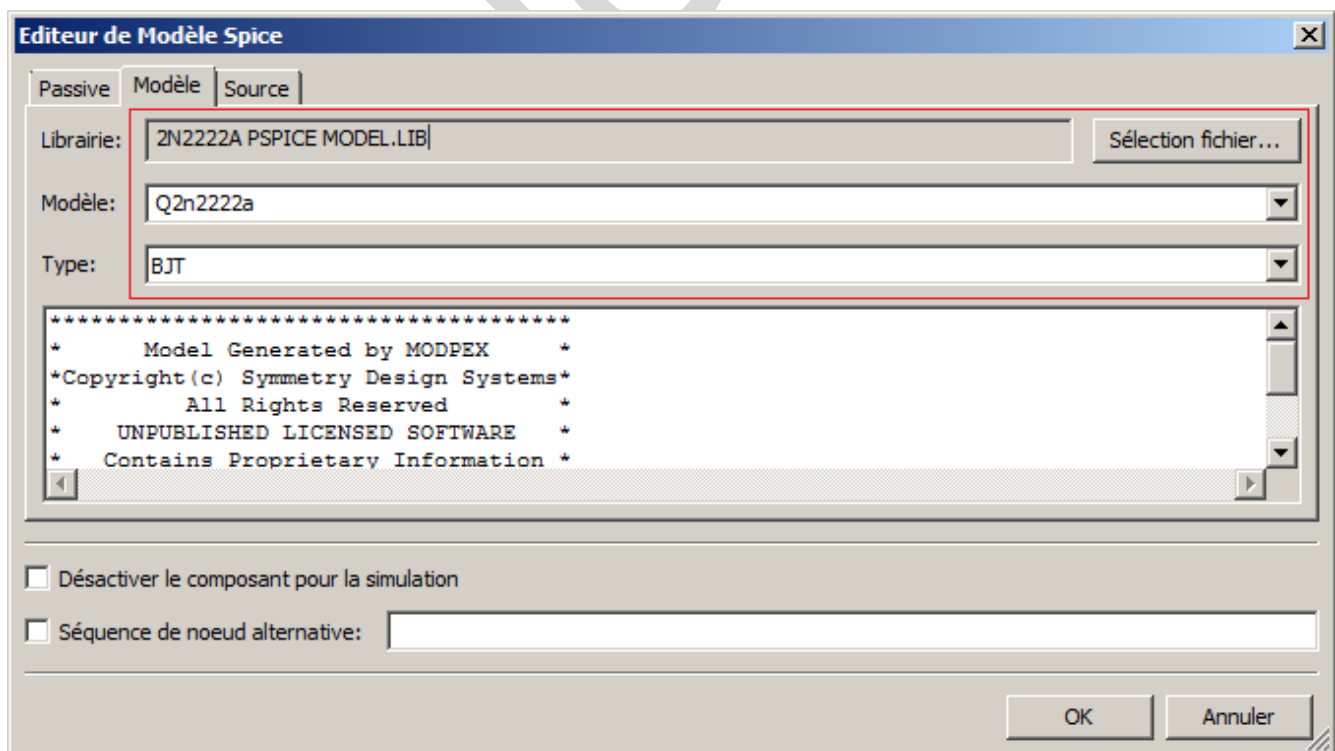 Editeur de Modèle Spice
Passive Modèle Source
Librairie: 2N2222A PSPICE MODEL.LIB Sélection fichier...
Modèle: Q2n2222a
Type: BJT
**************************************
*      Model Generated by MODPEX     *
*Copyright(c) Symmetry Design Systems*
*         All Rights Reserved        *
*    UNPUBLISHED LICENSED SOFTWARE   *
*   Contains Proprietary Information *
Désactiver le composant pour la simulation
Séquence de noeud alternative:
OK Annuler